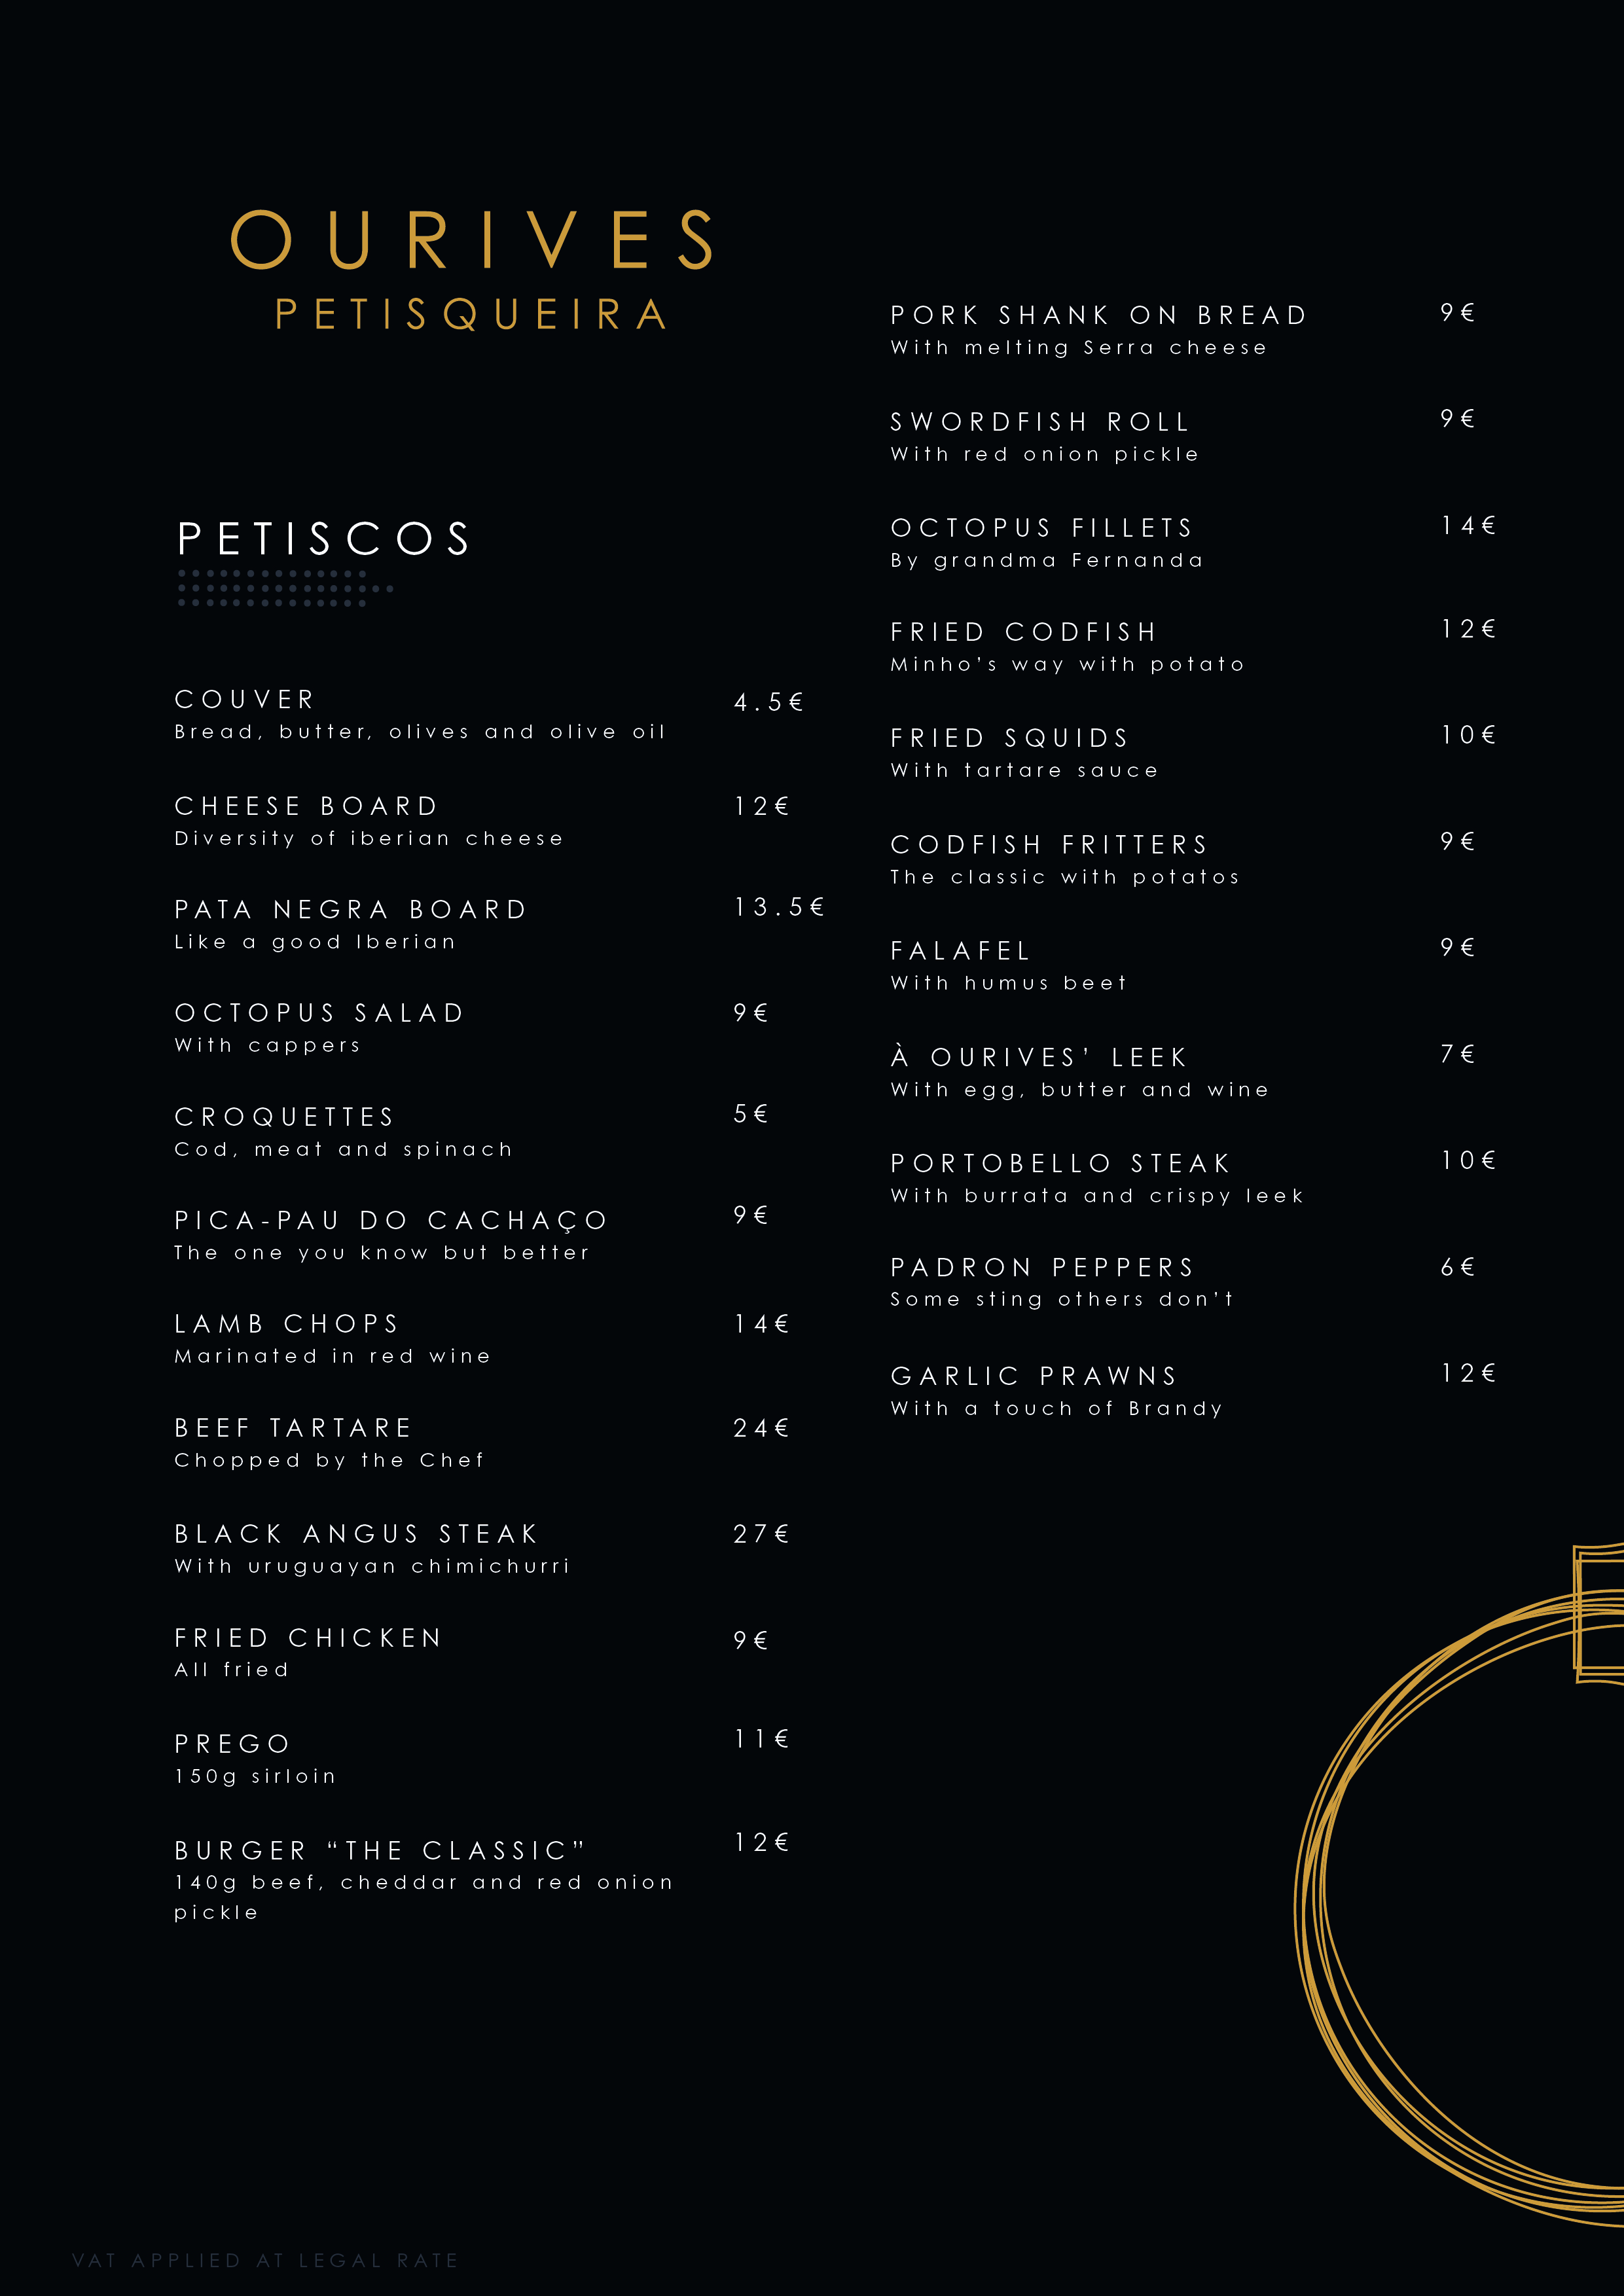 OURIVES
PETISQUEIRA
PETISCOS
COUVER 4.5€
Bread, butter, olives and olive oil
CHEESE BOARD 12€
Diversity of iberian cheese
PATA NEGRA BOARD 13.5€
Like a good Iberian
OCTOPUS SALAD 9€
With cappers
CROQUETTES 5€
Cod, meat and spinach
PICA-PAU DO CACHAÇO 9€
The one you know but better
LAMB CHOPS 14€
Marinated in red wine
BEEF TARTARE 24€
Chopped by the Chef
BLACK ANGUS STEAK 27€
With uruguayan chimichurri
FRIED CHICKEN 9€
All fried
PREGO 11€
150g sirloin
BURGER “THE CLASSIC” 12€
140g beef, cheddar and red onion
pickle
PORK SHANK ON BREAD 9€
With melting Serra cheese
SWORDFISH ROLL 9€
With red onion pickle
OCTOPUS FILLETS 14€
By grandma Fernanda
FRIED CODFISH 12€
Minho’s way with potato
FRIED SQUIDS 10€
With tartare sauce
CODFISH FRITTERS 9€
The classic with potatos
FALAFEL 9€
With humus beet
À OURIVES’ LEEK 7€
With egg, butter and wine
PORTOBELLO STEAK 10€
With burrata and crispy leek
PADRON PEPPERS 6€
Some sting others don’t
GARLIC PRAWNS 12€
With a touch of Brandy
VAT APPLIED AT LEGAL RATE